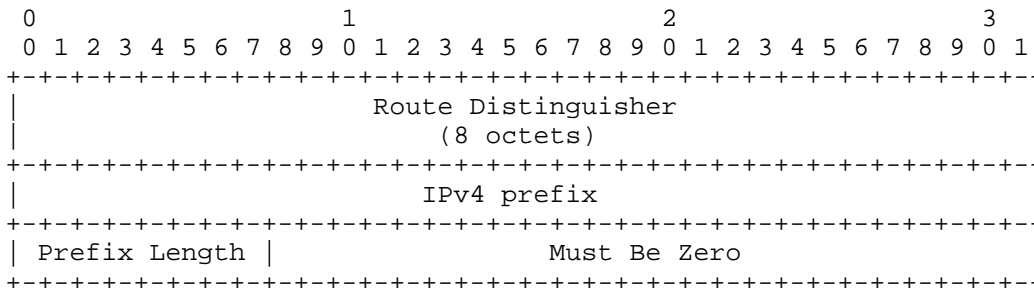 0                   1                   2                   3
 0 1 2 3 4 5 6 7 8 9 0 1 2 3 4 5 6 7 8 9 0 1 2 3 4 5 6 7 8 9 0 1
+-+-+-+-+-+-+-+-+-+-+-+-+-+-+-+-+-+-+-+-+-+-+-+-+-+-+-+-+-+-+-+-
|                      Route Distinguisher
|                          (8 octets)
+-+-+-+-+-+-+-+-+-+-+-+-+-+-+-+-+-+-+-+-+-+-+-+-+-+-+-+-+-+-+-+-
|                         IPv4 prefix
+-+-+-+-+-+-+-+-+-+-+-+-+-+-+-+-+-+-+-+-+-+-+-+-+-+-+-+-+-+-+-+-
| Prefix Length |                 Must Be Zero
+-+-+-+-+-+-+-+-+-+-+-+-+-+-+-+-+-+-+-+-+-+-+-+-+-+-+-+-+-+-+-+-